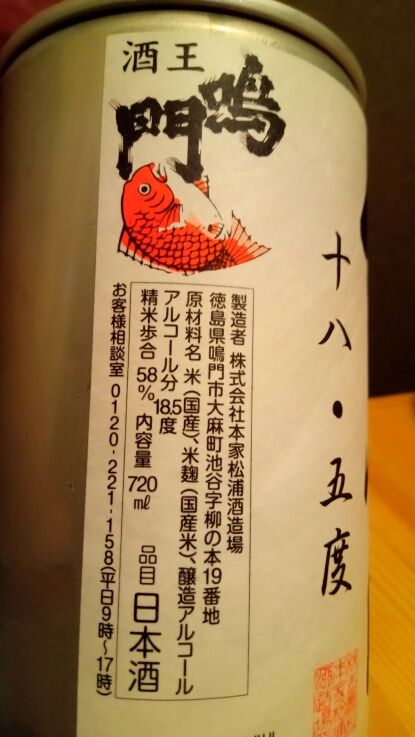 酒王
鳴門
十八・五度
製造者 株式会社本家松浦酒造場
徳島県鳴門市大麻町池谷字柳の本19番地
原材料名 米(国産)、米麹(国産米)、醸造アルコール
アルコール分 18.5度
精米歩合 58% 内容量 720㎖ 品目 日本酒
お客様相談室 0120-221-158(平日9時〜17時)